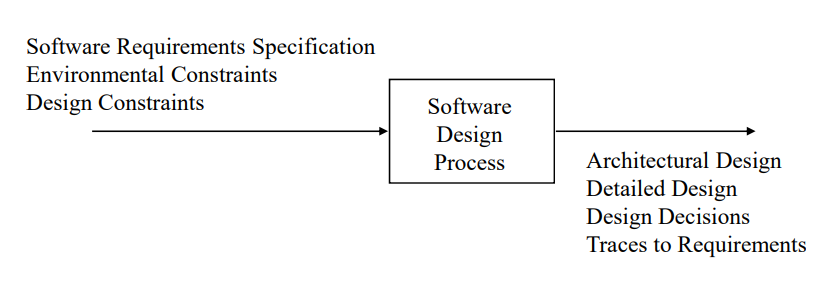 Software Requirements Specification
Environmental Constraints
Design Constraints
Software
Design
Process
Architectural Design
Detailed Design
Design Decisions
Traces to Requirements